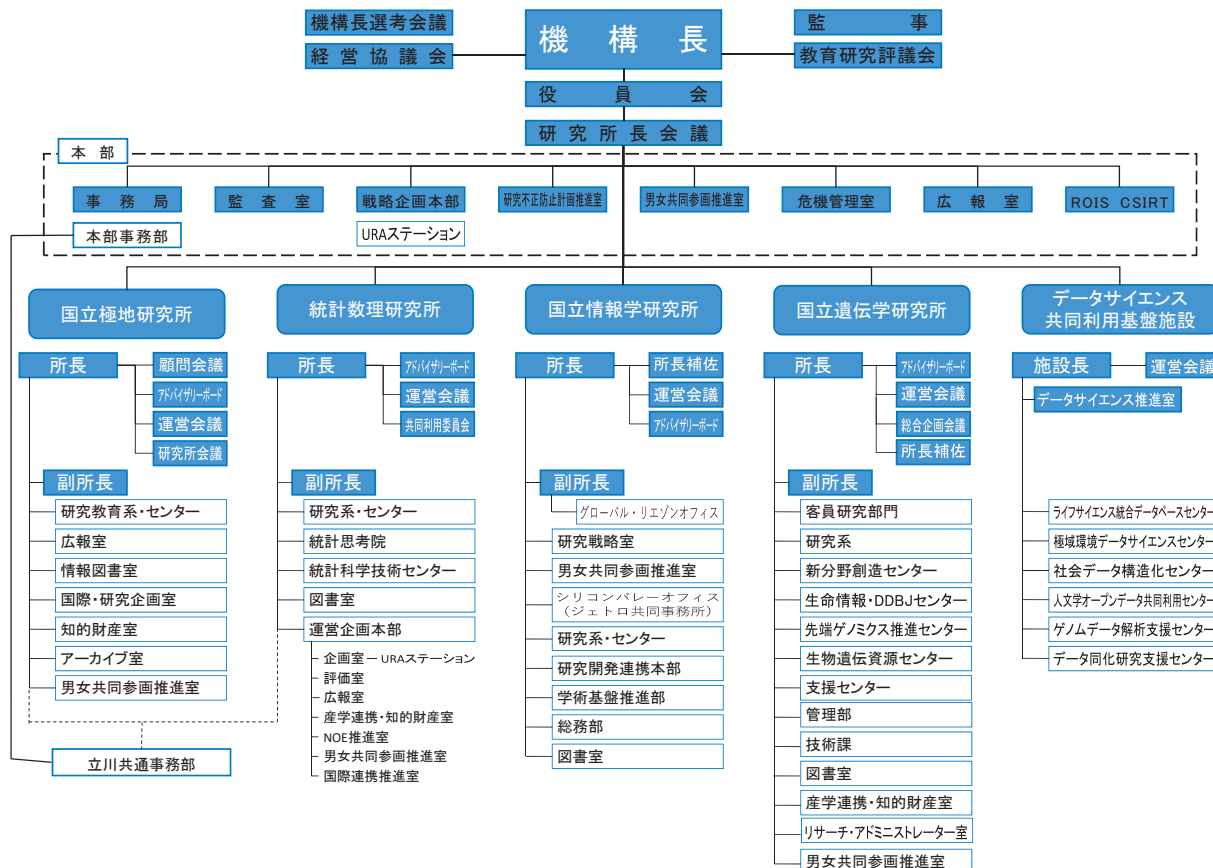 機構長選考会議
経営協議会
機構長
監事
教育研究評議会
役員会
研究所長会議
本部
事務局
監査室
戦略企画本部
研究不正防止計画推進室
男女共同参画推進室
危機管理室
広報室
ROIS CSIRT
本部事務部
URAステーション
国立極地研究所
統計数理研究所
国立情報学研究所
国立遺伝学研究所
データサイエンス
共同利用基盤施設
所長
顧問会議
アドバイザリーボード
運営会議
研究所会議
副所長
研究教育系・センター
広報室
情報図書室
国際・研究企画室
知的財産室
アーカイブ室
男女共同参画推進室
立川共通事務部
所長
アドバイザリーボード
運営会議
共同利用委員会
副所長
研究系・センター
統計思考院
統計科学技術センター
図書室
運営企画本部
企画室―URAステーション
評価室
広報室
産学連携・知的財産室
NOE推進室
男女共同参画推進室
国際連携推進室
所長
所長補佐
運営会議
アドバイザリーボード
副所長
グローバル・リエゾンオフィス
研究戦略室
男女共同参画推進室
シリコンバレーオフィス
（ジェトロ共同事務所）
研究系・センター
研究開発連携本部
学術基盤推進部
総務部
図書室
所長
アドバイザリーボード
運営会議
総合企画会議
所長補佐
副所長
客員研究部門
研究系
新分野創造センター
生命情報・DDBJセンター
先端ゲノミクス推進センター
生物遺伝資源センター
支援センター
管理部
技術課
図書室
産学連携・知的財産室
リサーチ・アドミニストレーター室
男女共同参画推進室
施設長
運営会議
データサイエンス推進室
ライフサイエンス統合データベースセンター
極域環境データサイエンスセンター
社会データ構造化センター
人文学オープンデータ共同利用センター
ゲノムデータ解析支援センター
データ同化研究支援センター